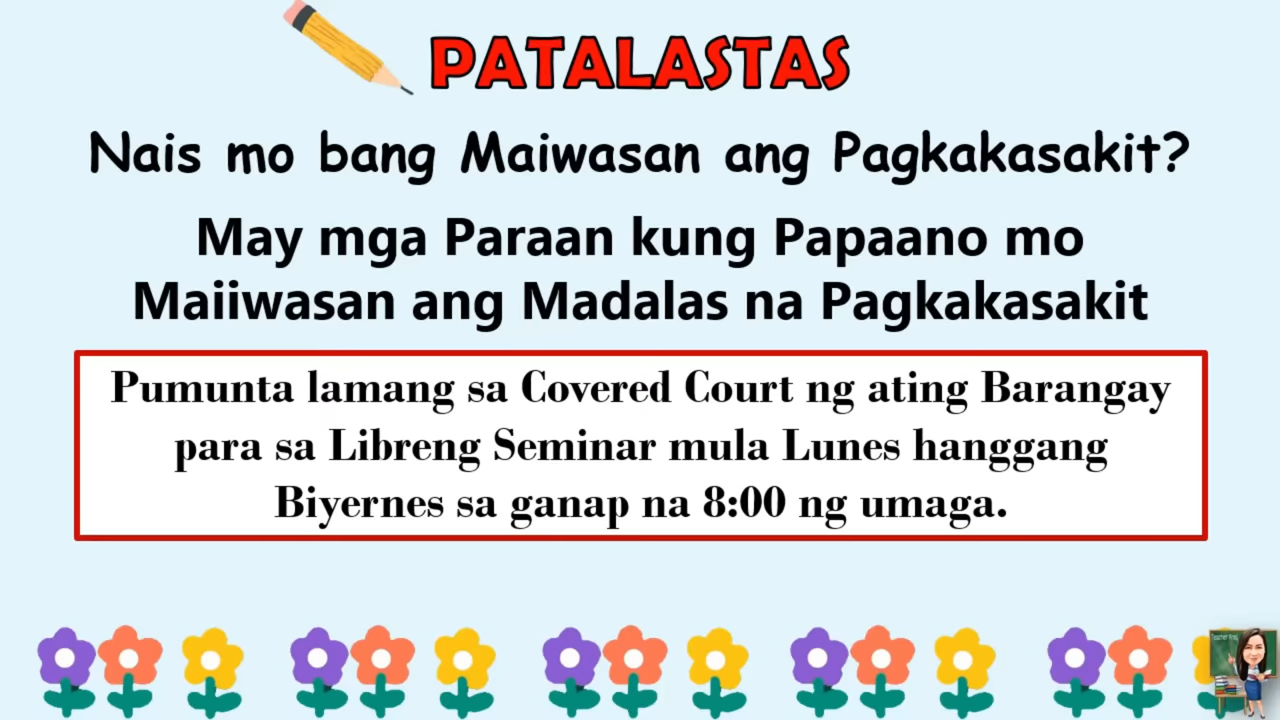 PATALASTAS
Nais mo bang Maiwasan ang Pagkakasakit?
May mga Paraan kung Papaano mo
Maiiwasan ang Madalas na Pagkakasakit
Pumunta lamang sa Covered Court ng ating Barangay
para sa Libreng Seminar mula Lunes hanggang
Biyernes sa ganap na 8:00 ng umaga.